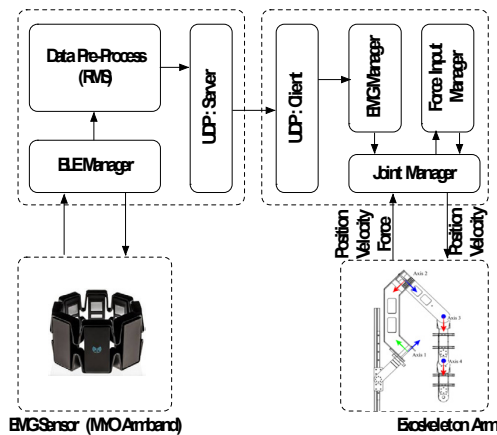 Data Pre-Process
(RMS)
BLE Manager
UDP: Server
UDP: Client
EMG Manager
Force Input
Manager
Joint Manager
Position
Velocity
Force
Position
Velocity
Axis 2
Axis 3
Axis 1
Axis 4
EMG Sensor (MYO Armband)
Exoskeleton Arm